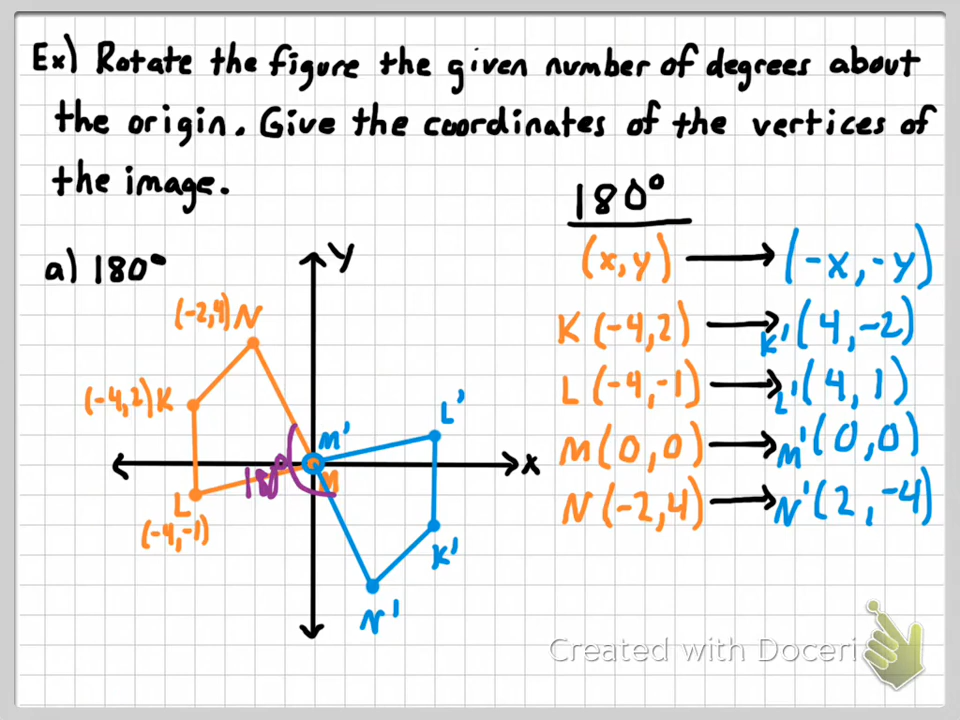 Ex) Rotate the figure the given number of degrees about
the origin. Give the coordinates of the vertices of
the image.
180°
(x,y) → (-x,-y)
a) 180°
Y
(-2,4) N
K (-4,2) → K' (4,-2)
(-4,2) K
L (-4,-1) → L' (4,1)
L'
M'
M (0,0) → M' (0,0)
X
180°
M
L
(-4,-1)
N (-2,4) → N' (2,-4)
K'
N'
Created with Doceri